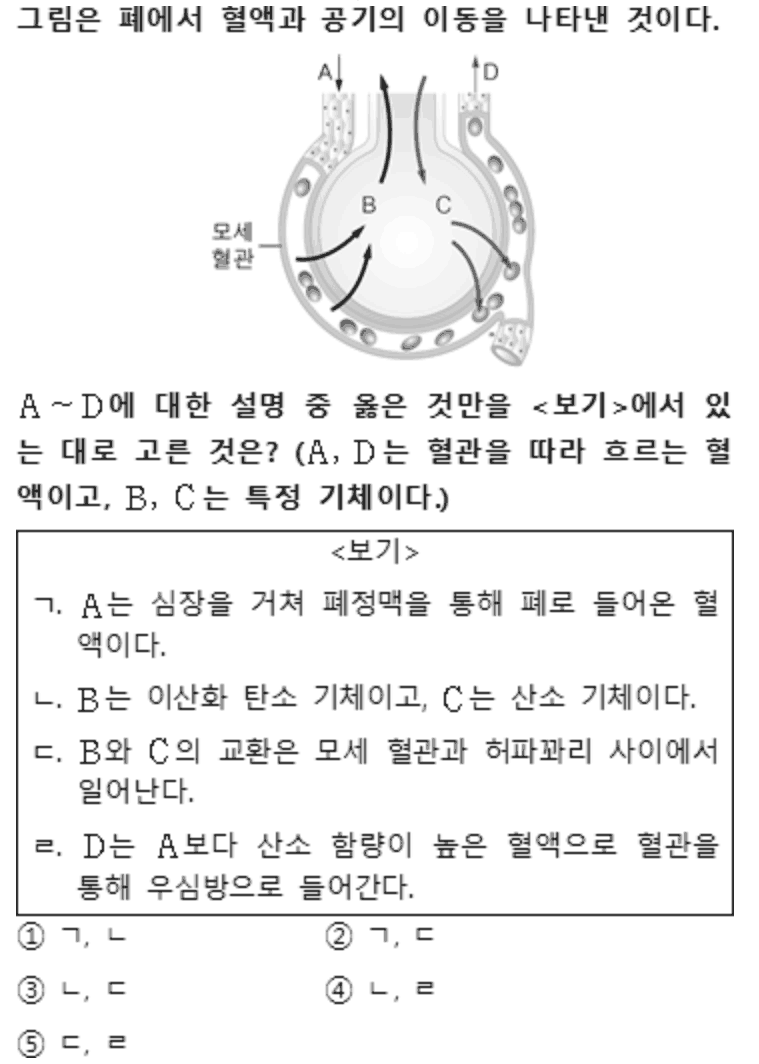 그림은 폐에서 혈액과 공기의 이동을 나타낸 것이다.
A
D
B
C
모세
혈관
A ~ D에 대한 설명 중 옳은 것만을 <보기>에서 있
는 대로 고른 것은? (A, D는 혈관을 따라 흐르는 혈
액이고, B, C는 특정 기체이다.)
<보기>
ㄱ. A는 심장을 거쳐 폐정맥을 통해 폐로 들어온 혈
액이다.
ㄴ. B는 이산화 탄소 기체이고, C는 산소 기체이다.
ㄷ. B와 C의 교환은 모세 혈관과 허파꽈리 사이에서
일어난다.
ㄹ. D는 A보다 산소 함량이 높은 혈액으로 혈관을
통해 우심방으로 들어간다.
① ㄱ, ㄴ ② ㄱ, ㄷ
③ ㄴ, ㄷ ④ ㄴ, ㄹ
⑤ ㄷ, ㄹ